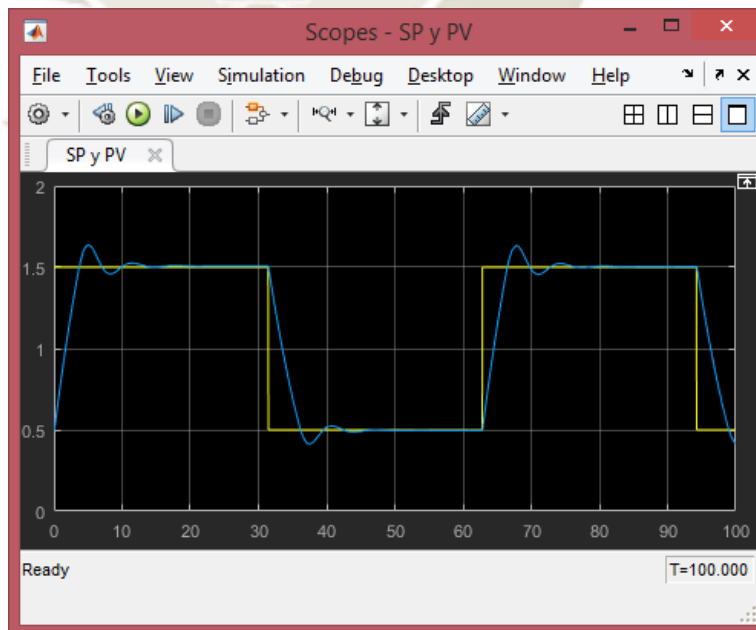 Scopes - SP y PV
File Tools View Simulation Debug Desktop Window Help
SP y PV
2
1.5
1
0.5
0
0 10 20 30 40 50 60 70 80 90 100
Ready T=100.000